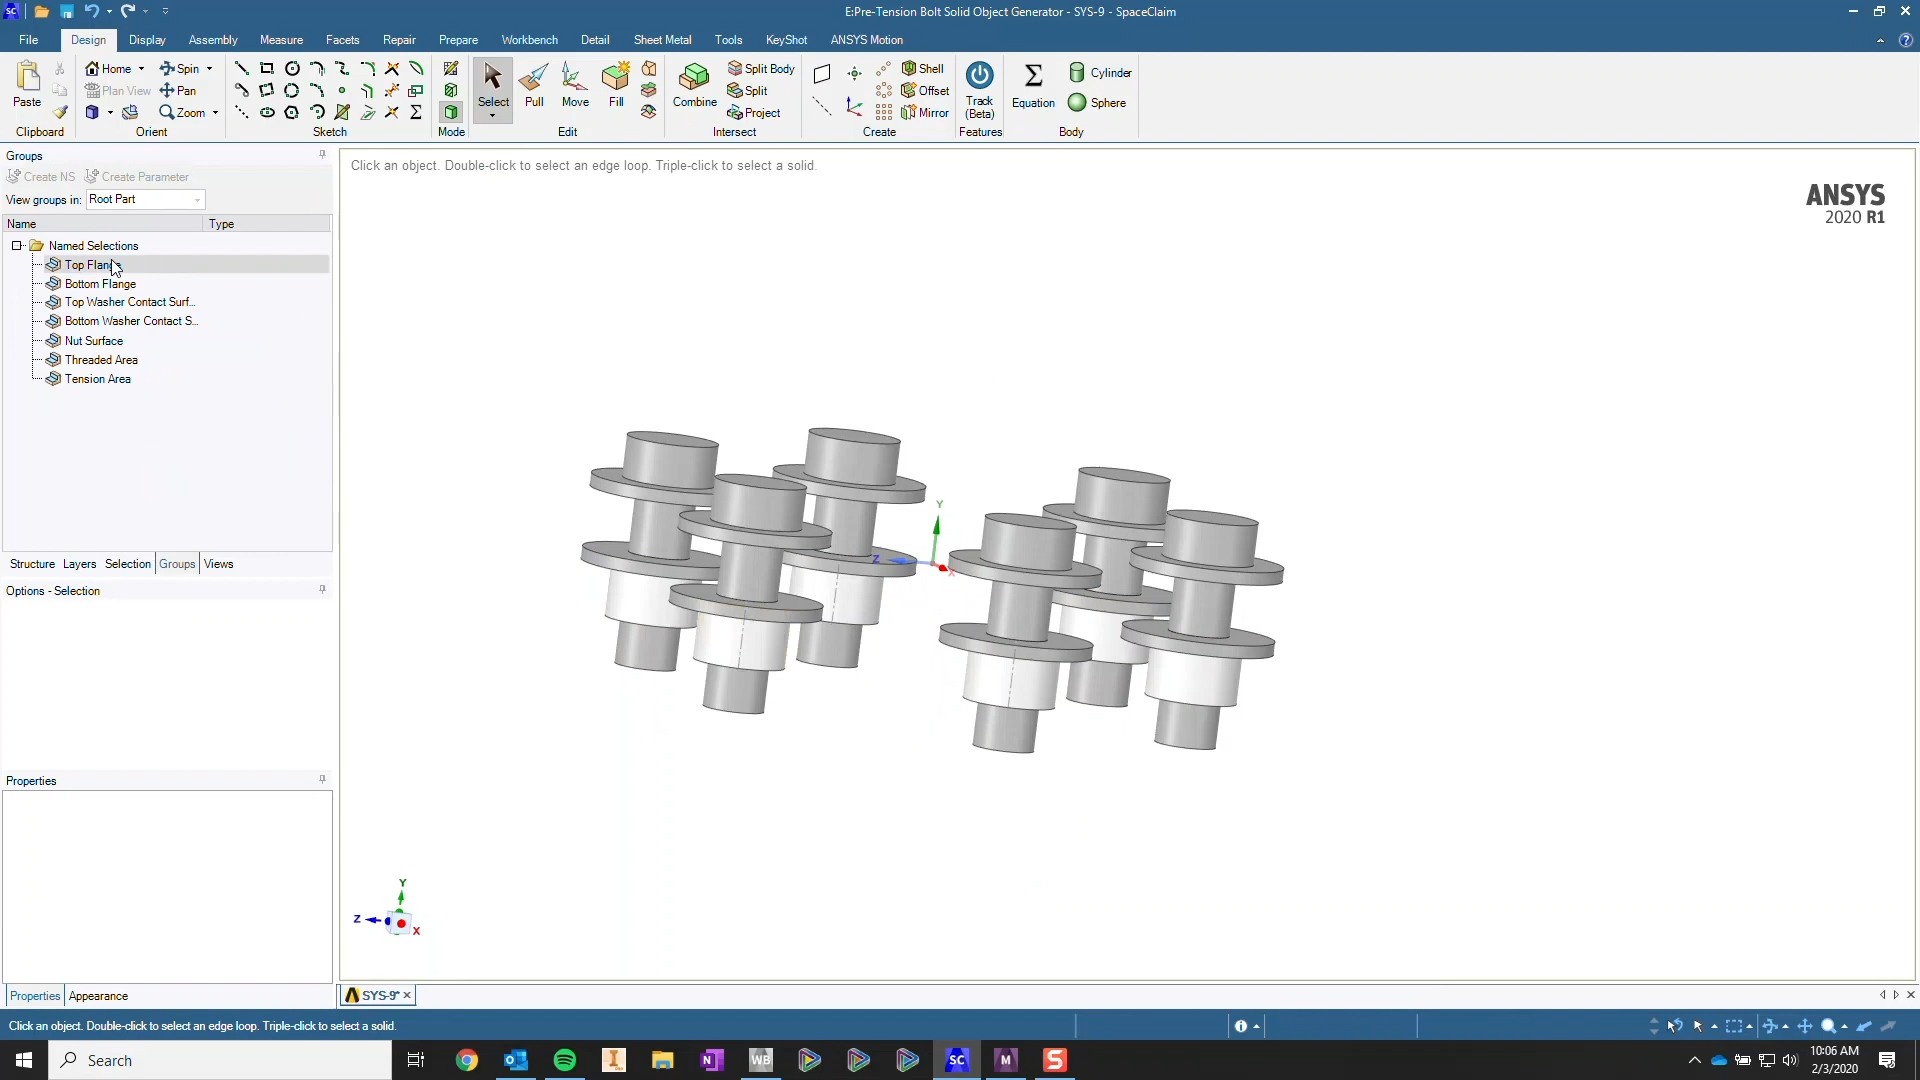 E:Pre-Tension Bolt Solid Object Generator - SYS-9 - SpaceClaim
File Design Display Assembly Measure Facets Repair Prepare Workbench Detail Sheet Metal Tools KeyShot ANSYS Motion
Home Spin Split Body Shell Cylinder
Plan View Pan Split Offset
Paste Zoom Select Pull Move Fill Combine Project Mirror Track (Beta) Equation Sphere
Clipboard Orient Sketch Mode Edit Intersect Create Features Body
Groups
Create NS Create Parameter
View groups in: Root Part
Name Type
Named Selections
Top Flange
Bottom Flange
Top Washer Contact Surf...
Bottom Washer Contact S...
Nut Surface
Threaded Area
Tension Area
Structure Layers Selection Groups Views
Options - Selection
Properties
Properties Appearance
Click an object. Double-click to select an edge loop. Triple-click to select a solid.
ANSYS
2020 R1
Y
Z
X
Y
Z
X
SYS-9*
Click an object. Double-click to select an edge loop. Triple-click to select a solid.
Search
N WB SC M S
10:06 AM
2/3/2020